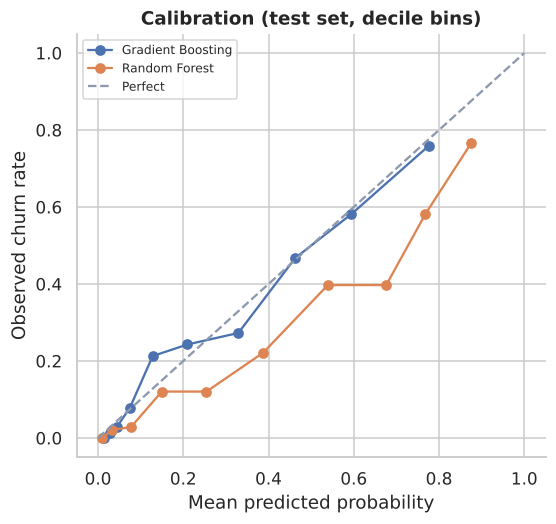 Calibration (test set, decile bins)
Gradient Boosting
Random Forest
Perfect
Observed churn rate
1.0
0.8
0.6
0.4
0.2
0.0
0.0 0.2 0.4 0.6 0.8 1.0
Mean predicted probability